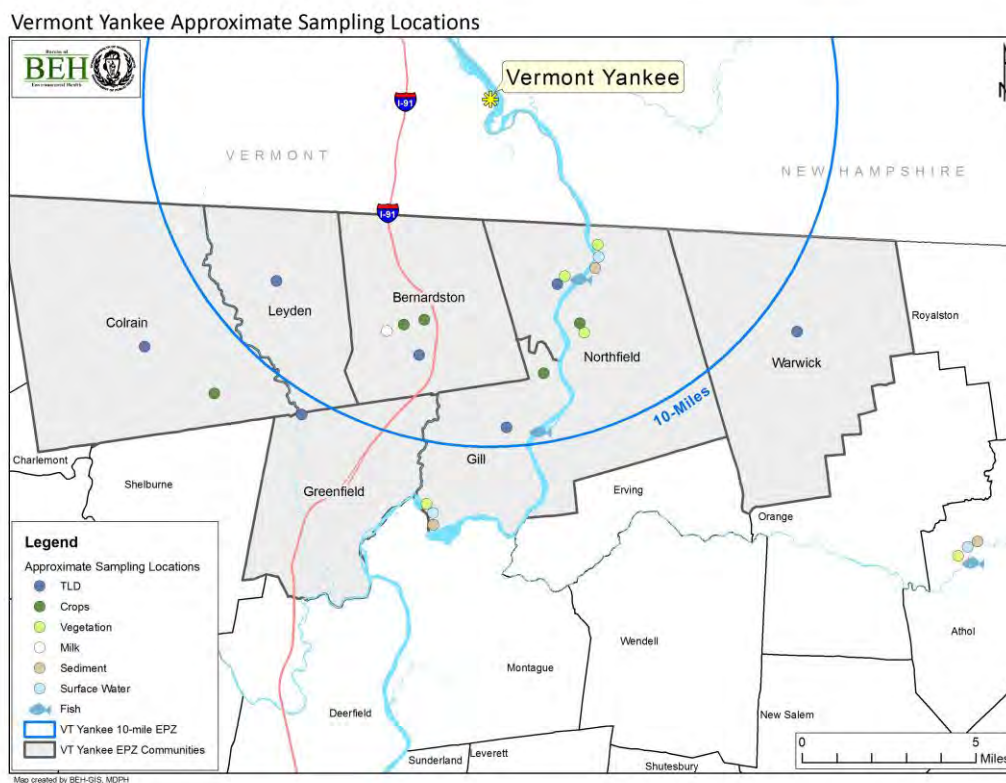 Vermont Yankee Approximate Sampling Locations
Bureau of
BEH
Environmental Health
Vermont Yankee
I-91
N
VERMONT
NEW HAMPSHIRE
I-91
Colrain
Leyden
Bernardston
Northfield
Warwick
Royalston
10-Miles
Charlemont
Shelburne
Greenfield
Gill
Erving
Orange
Athol
Wendell
Montague
Deerfield
New Salem
Sunderland
Leverett
Shutesbury
Legend
Approximate Sampling Locations
TLD
Crops
Vegetation
Milk
Sediment
Surface Water
Fish
VT Yankee 10-mile EPZ
VT Yankee EPZ Communities
0 5
Miles
Map created by BEH-GIS, MDPH